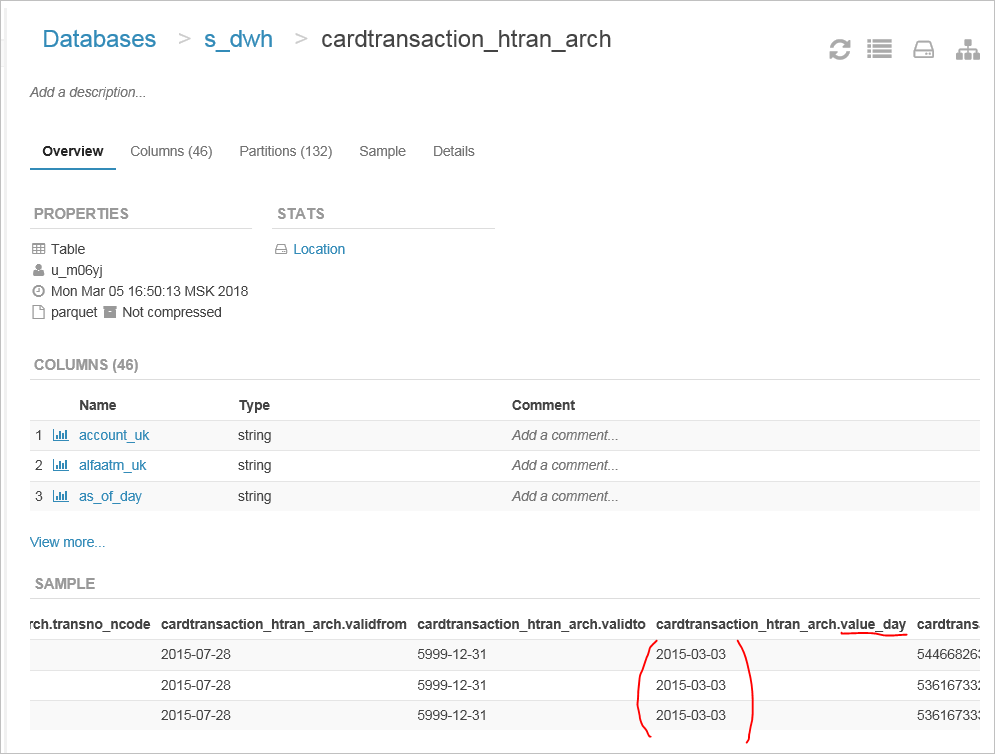 Databases > s_dwh > cardtransaction_htran_arch
Add a description...
Overview Columns (46) Partitions (132) Sample Details
PROPERTIES STATS
Table Location
u_m06yj
Mon Mar 05 16:50:13 MSK 2018
parquet Not compressed
COLUMNS (46)
Name Type Comment
1 account_uk string Add a comment...
2 alfaatm_uk string Add a comment...
3 as_of_day string Add a comment...
View more...
SAMPLE
rch.transno_ncode cardtransaction_htran_arch.validfrom cardtransaction_htran_arch.validto cardtransaction_htran_arch.value_day cardtransa
2015-07-28 5999-12-31 2015-03-03 54466826
2015-07-28 5999-12-31 2015-03-03 53616733
2015-07-28 5999-12-31 2015-03-03 53616733